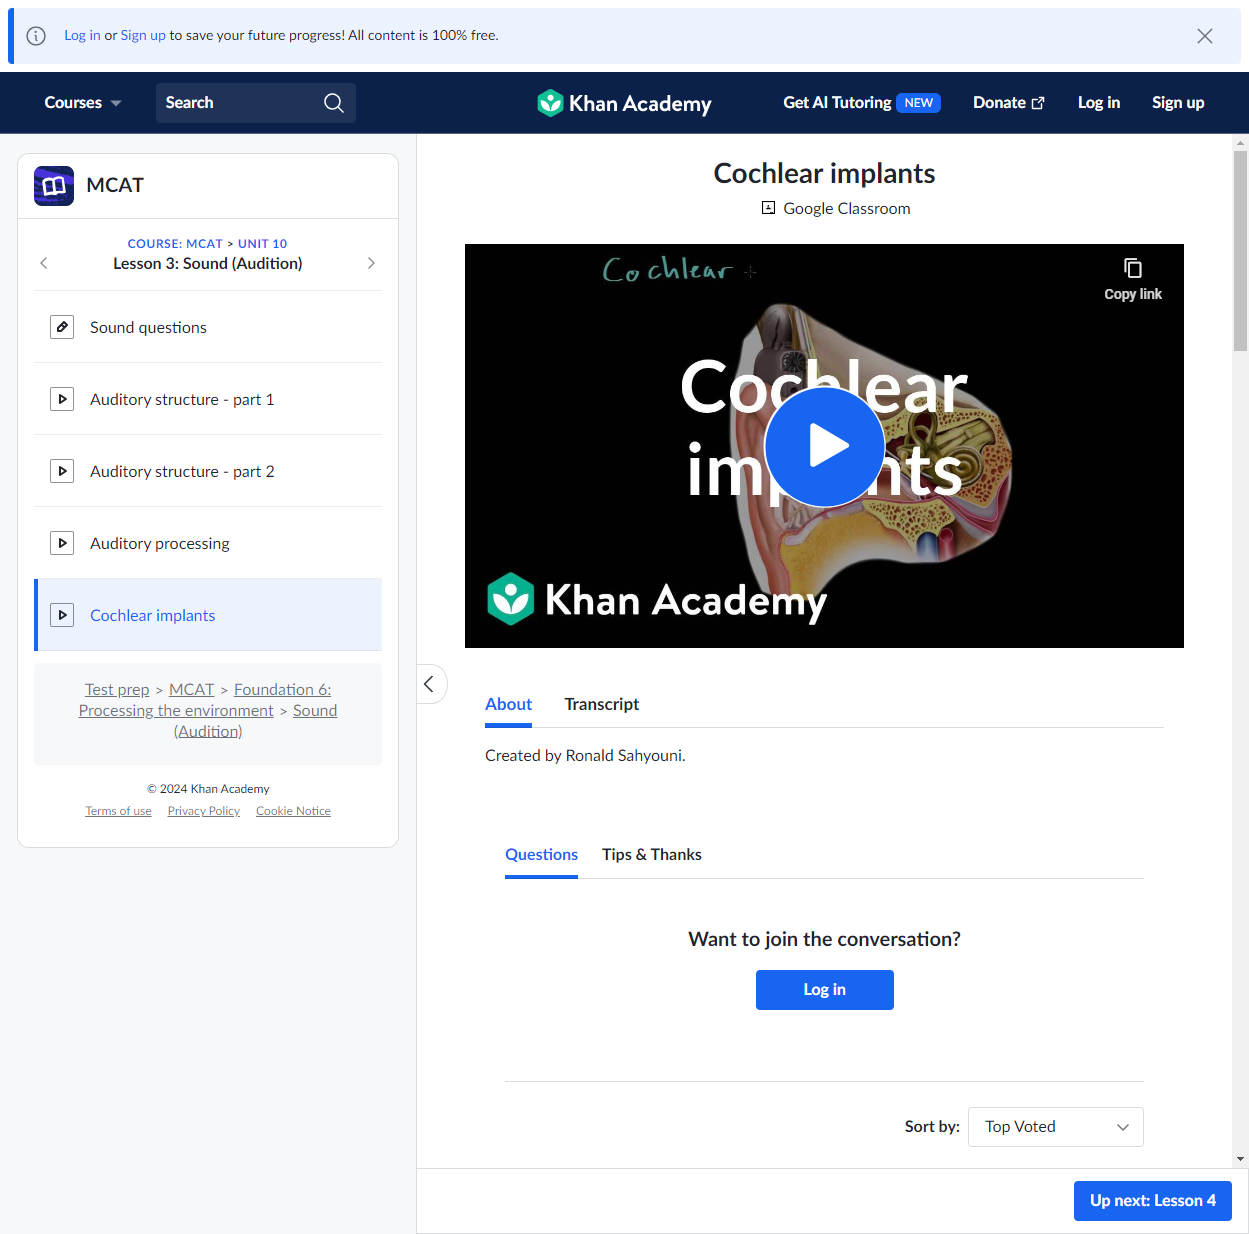 Log in or Sign up to save your future progress! All content is 100% free.
Courses
Search
Khan Academy
Get AI Tutoring NEW
Donate
Log in
Sign up
MCAT
COURSE: MCAT > UNIT 10
Lesson 3: Sound (Audition)
Sound questions
Auditory structure - part 1
Auditory structure - part 2
Auditory processing
Cochlear implants
Test prep > MCAT > Foundation 6:
Processing the environment > Sound
(Audition)
© 2024 Khan Academy
Terms of use Privacy Policy Cookie Notice
Cochlear implants
Google Classroom
Cochlear
Copy link
Cochlear
implants
Khan Academy
About Transcript
Created by Ronald Sahyouni.
Questions Tips & Thanks
Want to join the conversation?
Log in
Sort by: Top Voted
Up next: Lesson 4